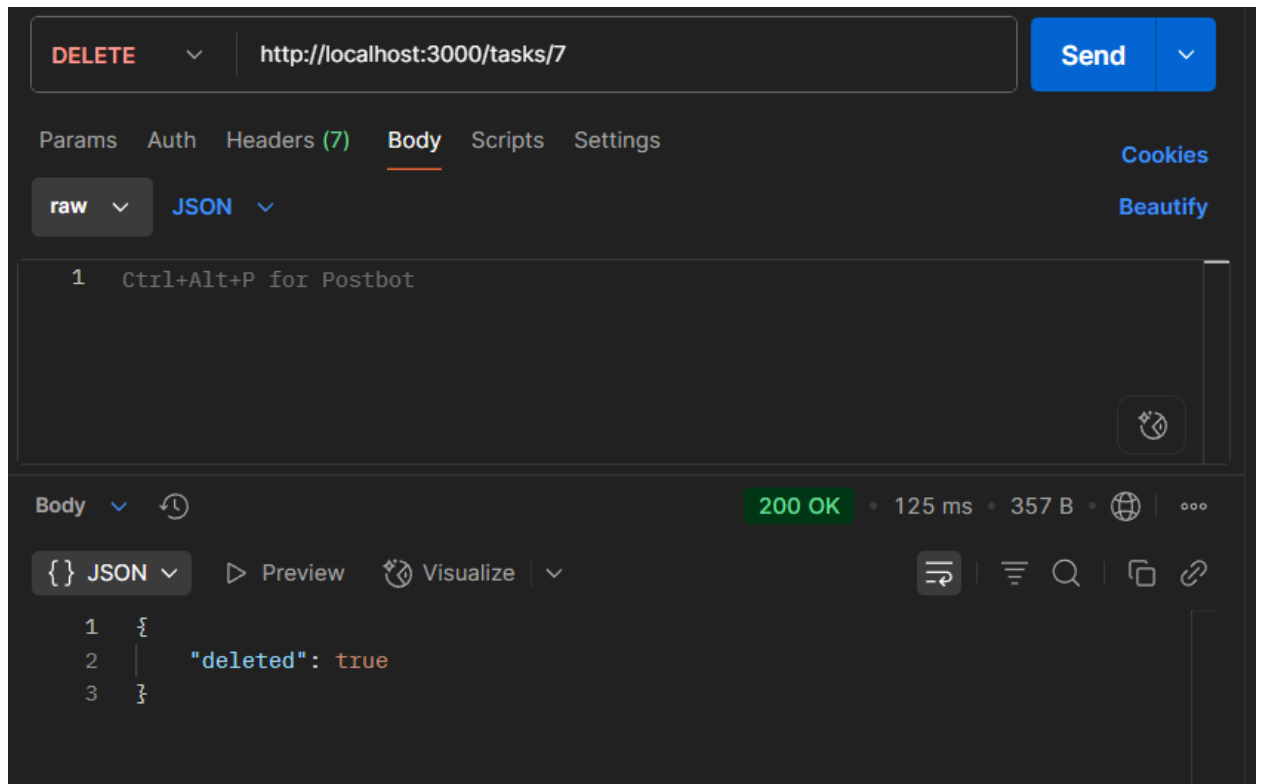 DELETE http://localhost:3000/tasks/7 Send
Params Auth Headers (7) Body Scripts Settings
Cookies
raw JSON Beautify
1 Ctrl+Alt+P for Postbot
Body 200 OK • 125 ms • 357 B •
{} JSON Preview Visualize
1 {
2 "deleted": true
3 }